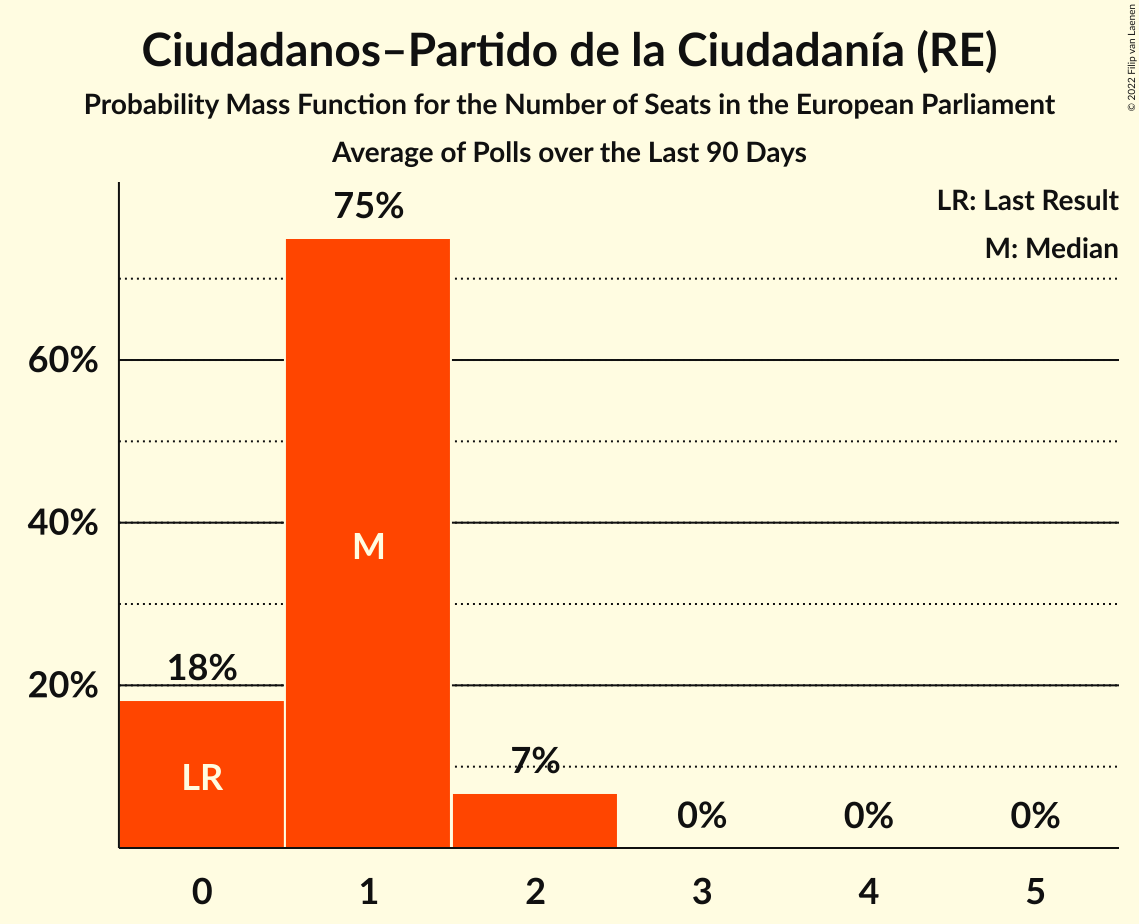 Ciudadanos–Partido de la Ciudadanía (RE)
Probability Mass Function for the Number of Seats in the European Parliament
Average of Polls over the Last 90 Days
© 2022 Filip van Laenen
LR: Last Result
M: Median
75%
60%
40%
M
18%
20%
LR
7%
0% 0% 0%
0 1 2 3 4 5